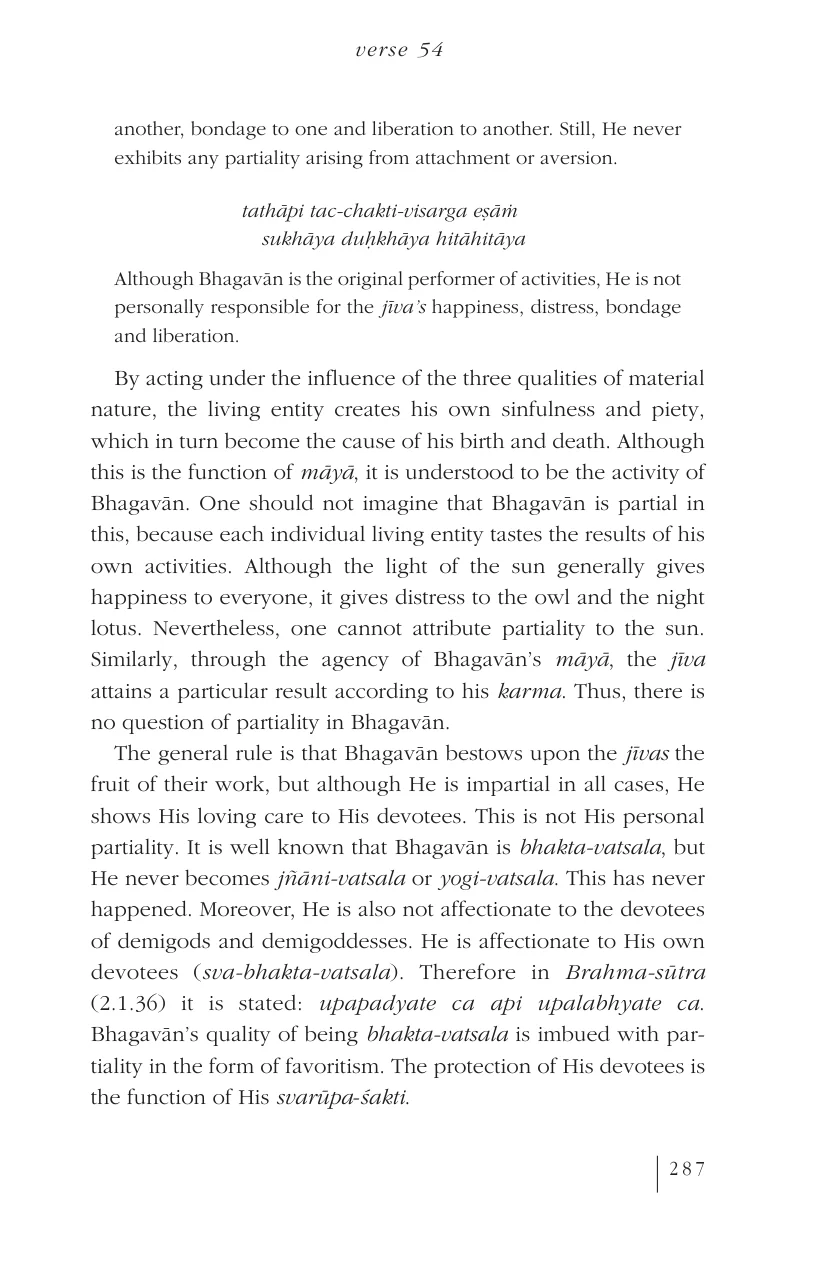 verse 54
another, bondage to one and liberation to another. Still, He never
exhibits any partiality arising from attachment or aversion.
tathāpi tac-chakti-visarga eṣāṁ
sukhāya duḥkhāya hitāhitāya
Although Bhagavān is the original performer of activities, He is not
personally responsible for the jīva’s happiness, distress, bondage
and liberation.
By acting under the influence of the three qualities of material
nature, the living entity creates his own sinfulness and piety,
which in turn become the cause of his birth and death. Although
this is the function of māyā, it is understood to be the activity of
Bhagavān. One should not imagine that Bhagavān is partial in
this, because each individual living entity tastes the results of his
own activities. Although the light of the sun generally gives
happiness to everyone, it gives distress to the owl and the night
lotus. Nevertheless, one cannot attribute partiality to the sun.
Similarly, through the agency of Bhagavān’s māyā, the jīva
attains a particular result according to his karma. Thus, there is
no question of partiality in Bhagavān.
The general rule is that Bhagavān bestows upon the jīvas the
fruit of their work, but although He is impartial in all cases, He
shows His loving care to His devotees. This is not His personal
partiality. It is well known that Bhagavān is bhakta-vatsala, but
He never becomes jñāni-vatsala or yogi-vatsala. This has never
happened. Moreover, He is also not affectionate to the devotees
of demigods and demigoddesses. He is affectionate to His own
devotees (sva-bhakta-vatsala). Therefore in Brahma-sūtra
(2.1.36) it is stated: upapadyate ca api upalabhyate ca.
Bhagavān’s quality of being bhakta-vatsala is imbued with par-
tiality in the form of favoritism. The protection of His devotees is
the function of His svarūpa-śakti.
287